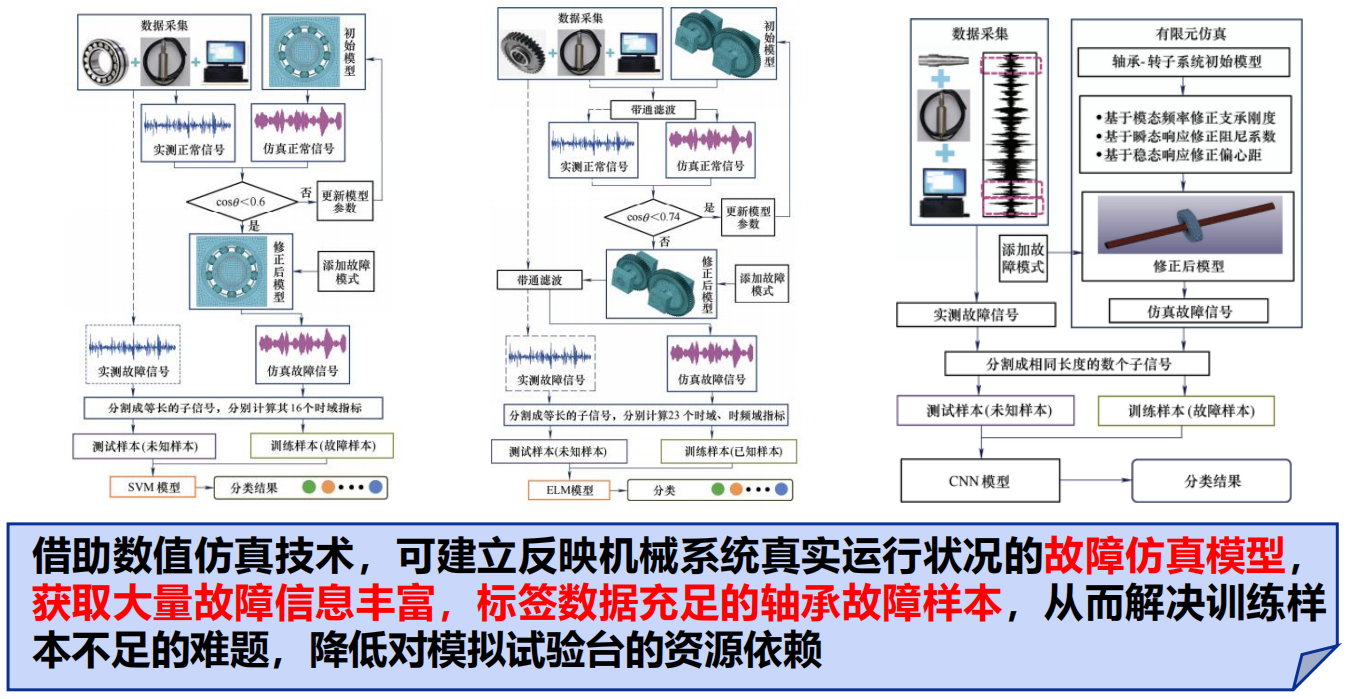 数据采集
初始模型
实测正常信号
仿真正常信号
cosθ<0.6
否
更新模型
参数
是
修正后模型
添加故障
模式
实测故障信号
仿真故障信号
分割成等长的子信号，分别计算其16个时域指标
测试样本(未知样本)
训练样本(故障样本)
SVM 模型
分类结果
数据采集
初始模型
带通滤波
实测正常信号
仿真正常信号
cosθ<0.74
是
更新模型
参数
否
带通滤波
修正后模型
添加故障
模式
实测故障信号
仿真故障信号
分割成等长的子信号，分别计算23 个时域、时频域指标
测试样本(未知样本)
训练样本(已知样本)
ELM模型
分类
数据采集
有限元仿真
轴承-转子系统初始模型
•基于模态频率修正支承刚度
•基于瞬态响应修正阻尼系数
•基于稳态响应修正偏心距
添加故
障模式
修正后模型
实测故障信号
仿真故障信号
分割成相同长度的数个子信号
测试样本(未知样本)
训练样本(故障样本)
CNN 模型
分类结果
借助数值仿真技术，可建立反映机械系统真实运行状况的故障仿真模型，
获取大量故障信息丰富，标签数据充足的轴承故障样本，从而解决训练样
本不足的难题，降低对模拟试验台的资源依赖